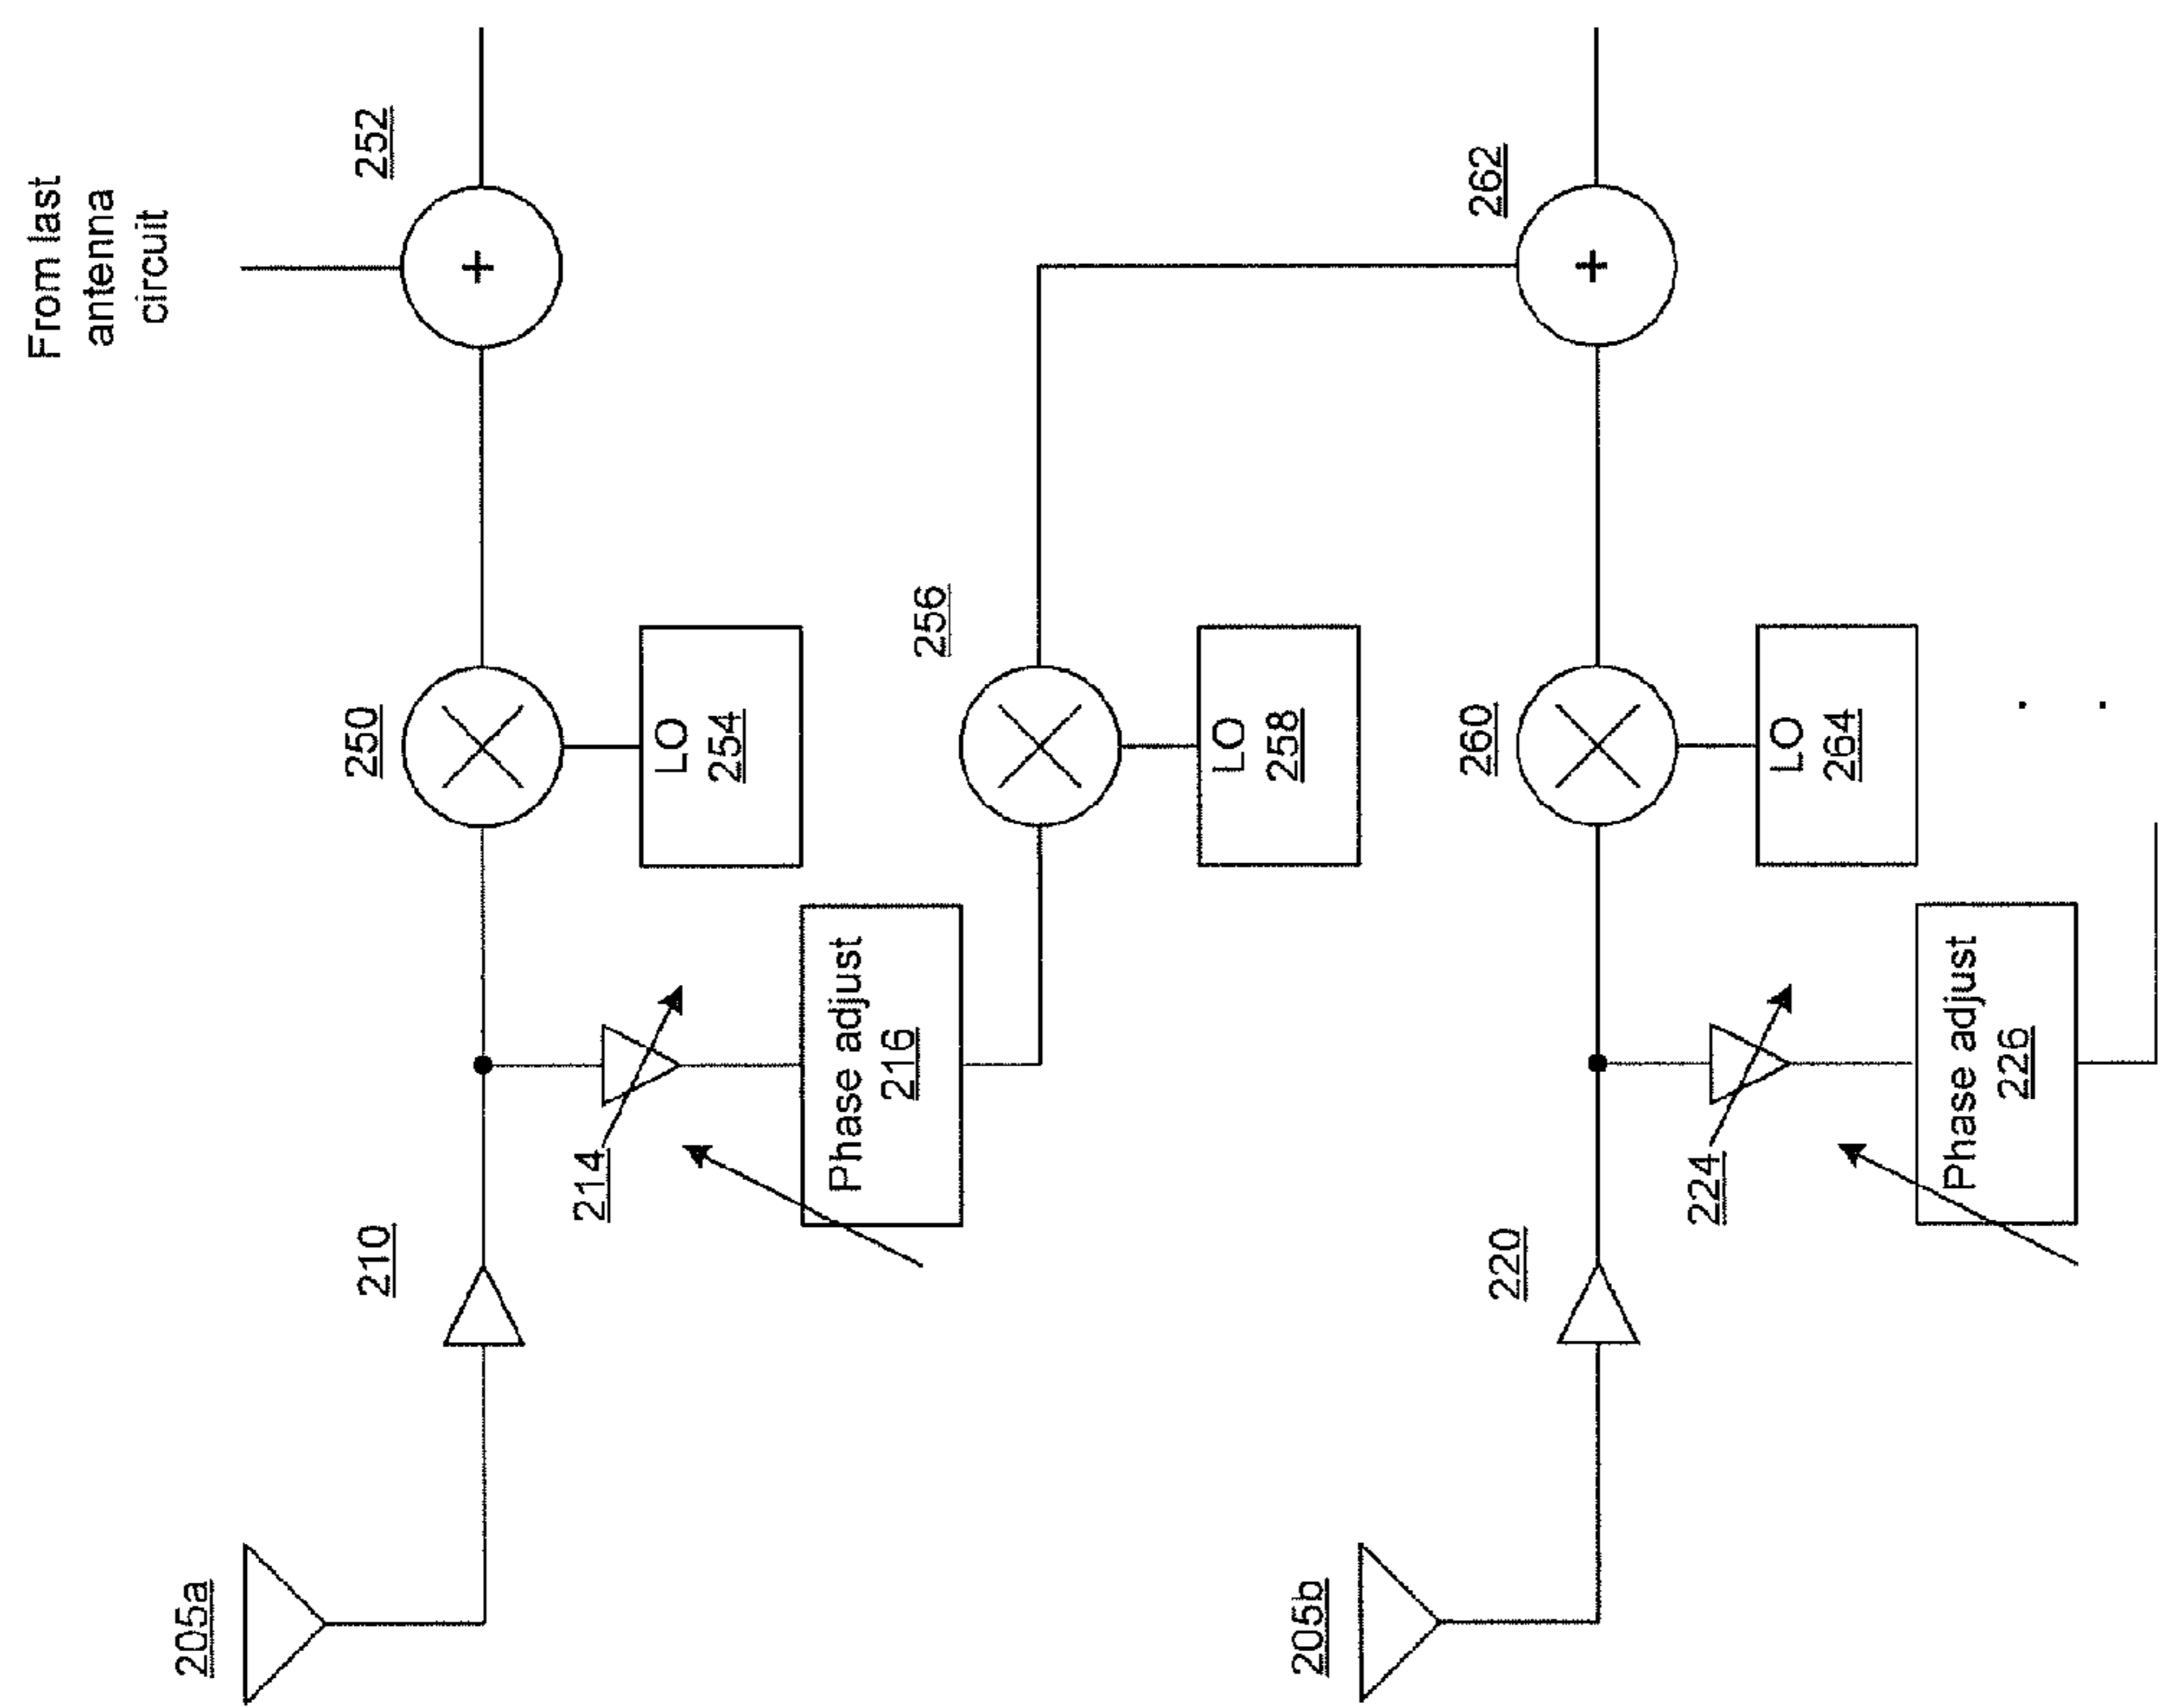 From last
antenna
circuit
252
250
LO
254
210
214
Phase adjust
216
205a
256
LO
258
262
260
LO
264
220
224
Phase adjust
226
205b
+
+